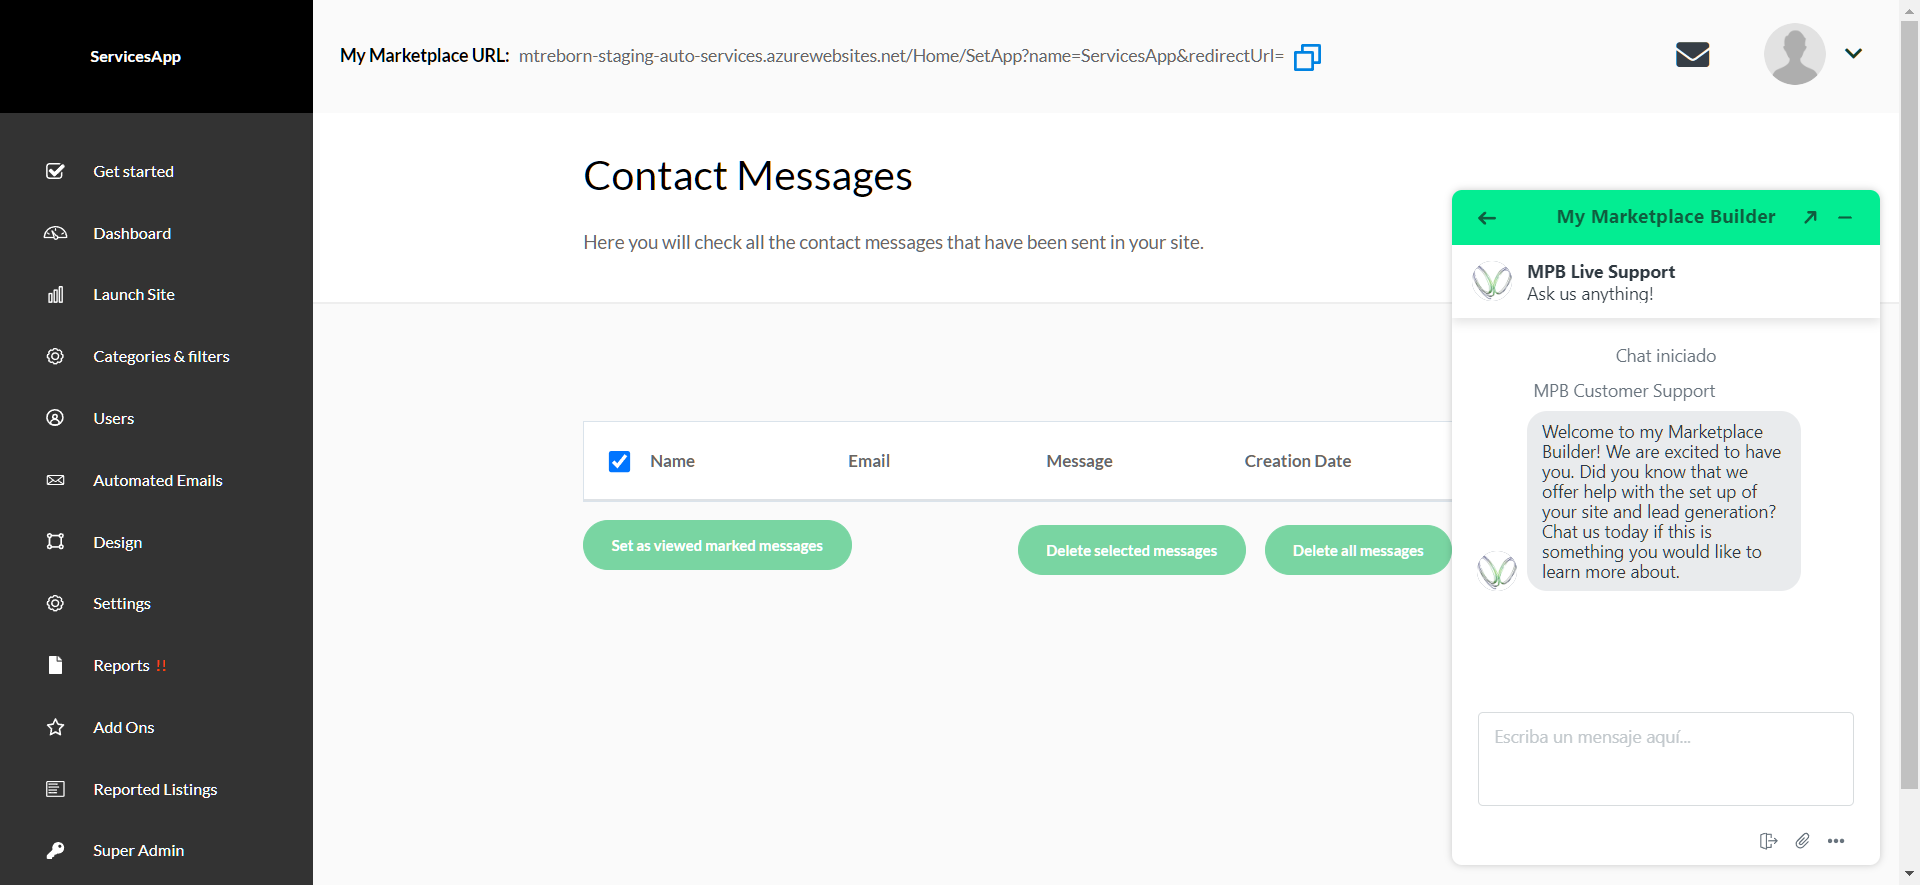 ServicesApp
My Marketplace URL: mtreborn-staging-auto-services.azurewebsites.net/Home/SetApp?name=ServicesApp&redirectUrl=
Get started
Dashboard
Launch Site
Categories & filters
Users
Automated Emails
Design
Settings
Reports !!
Add Ons
Reported Listings
Super Admin
Contact Messages
Here you will check all the contact messages that have been sent in your site.
Name Email Message Creation Date
Set as viewed marked messages
Delete selected messages
Delete all messages
My Marketplace Builder
MPB Live Support
Ask us anything!
Chat iniciado
MPB Customer Support
Welcome to my Marketplace
Builder! We are excited to have
you. Did you know that we
offer help with the set up of
your site and lead generation?
Chat us today if this is
something you would like to
learn more about.
Escriba un mensaje aquí...